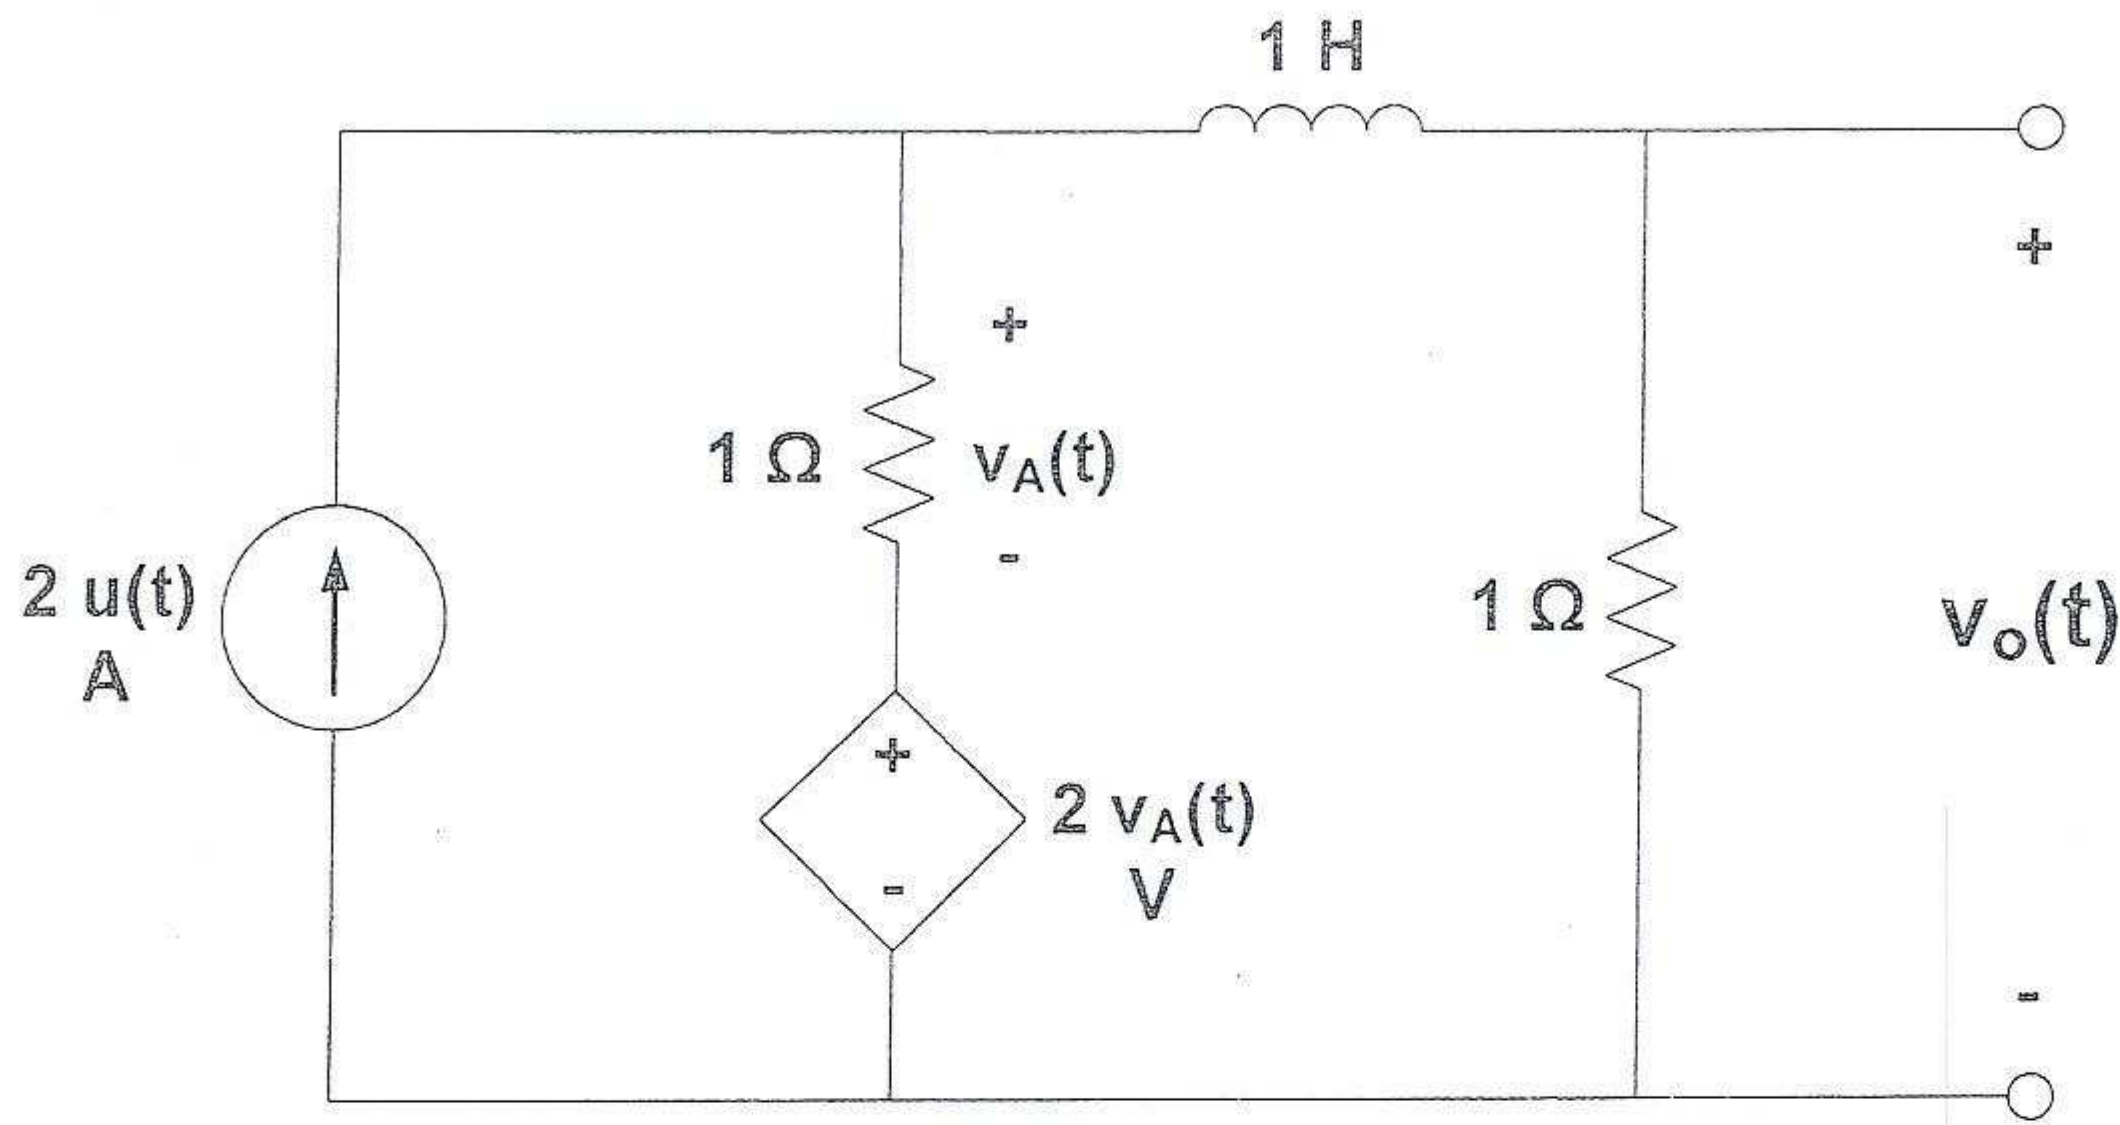 1 H
+
+
1 Ω
vA(t)
-
2 u(t)
A
1 Ω
vo(t)
+
2 vA(t)
V
-
-